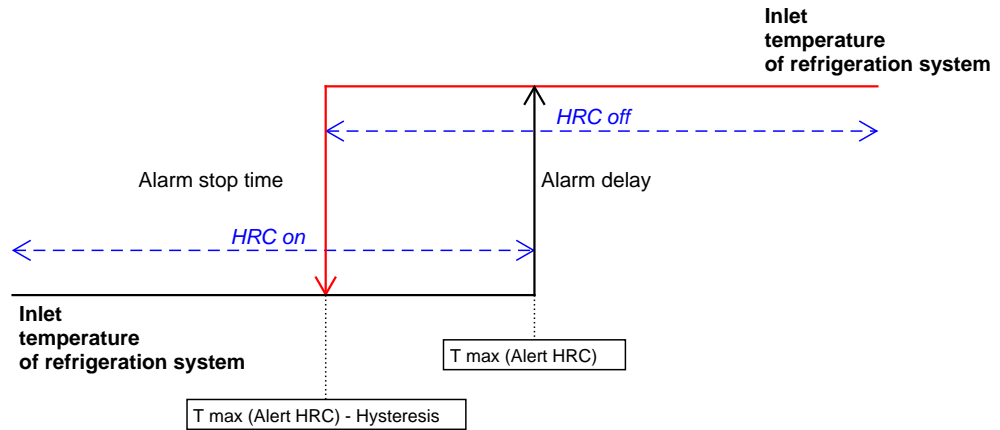 Inlet
temperature
of refrigeration system
HRC off
Alarm stop time
Alarm delay
HRC on
Inlet
temperature
of refrigeration system
T max (Alert HRC)
T max (Alert HRC) - Hysteresis